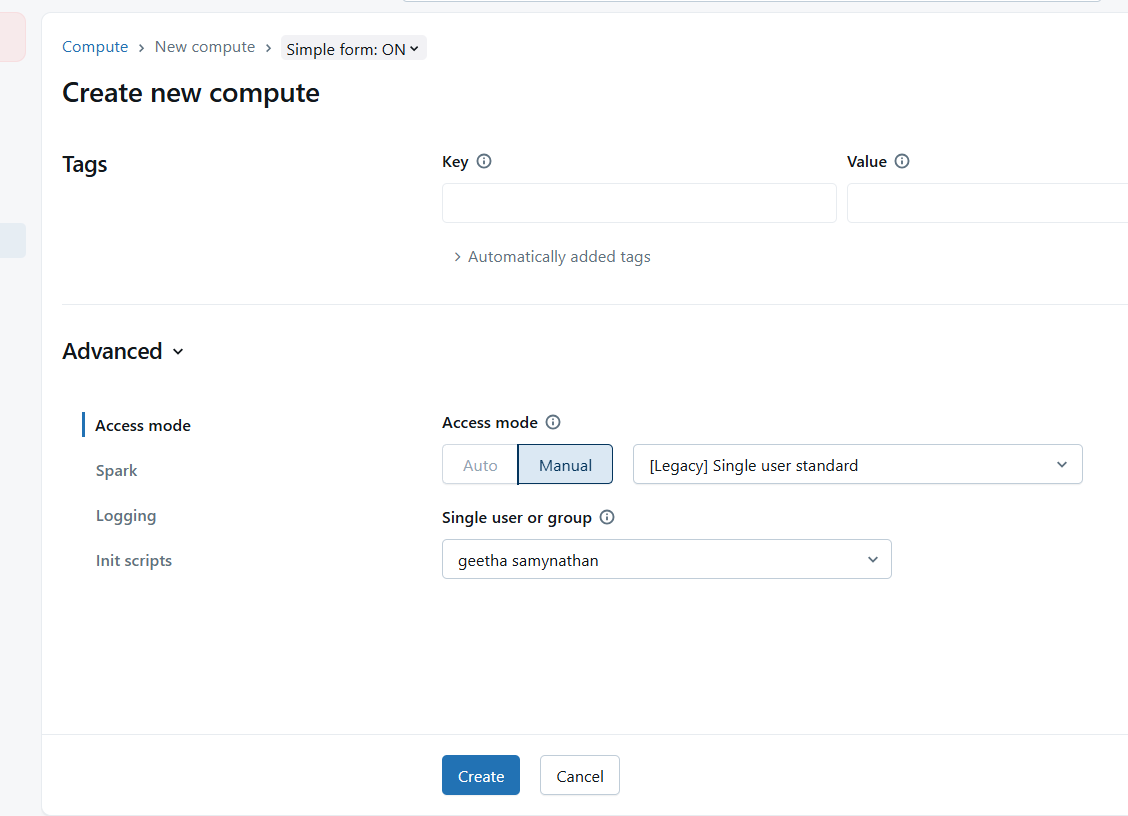 Compute > New compute > Simple form: ON
Create new compute
Tags
Key
Value
> Automatically added tags
Advanced
Access mode
Spark
Logging
Init scripts
Access mode
Auto
Manual
[Legacy] Single user standard
Single user or group
geetha samynathan
Create
Cancel